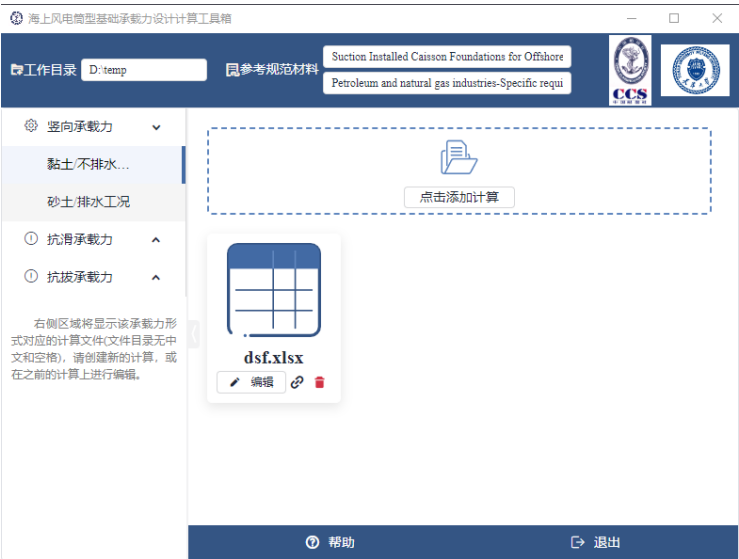 海上风电筒型基础承载力设计计算工具箱
工作目录 D:\temp
参考规范材料
Suction Installed Caisson Foundations for Offshore
Petroleum and natural gas industries-Specific requi
CCS
竖向承载力
黏土/不排水...
砂土/排水工况
抗滑承载力
抗拔承载力
右侧区域将显示该承载力形
式对应的计算文件(文件目录无中
文和空格)，请创建新的计算，或
在之前的计算上进行编辑。
点击添加计算
dsf.xlsx
编辑
帮助
退出